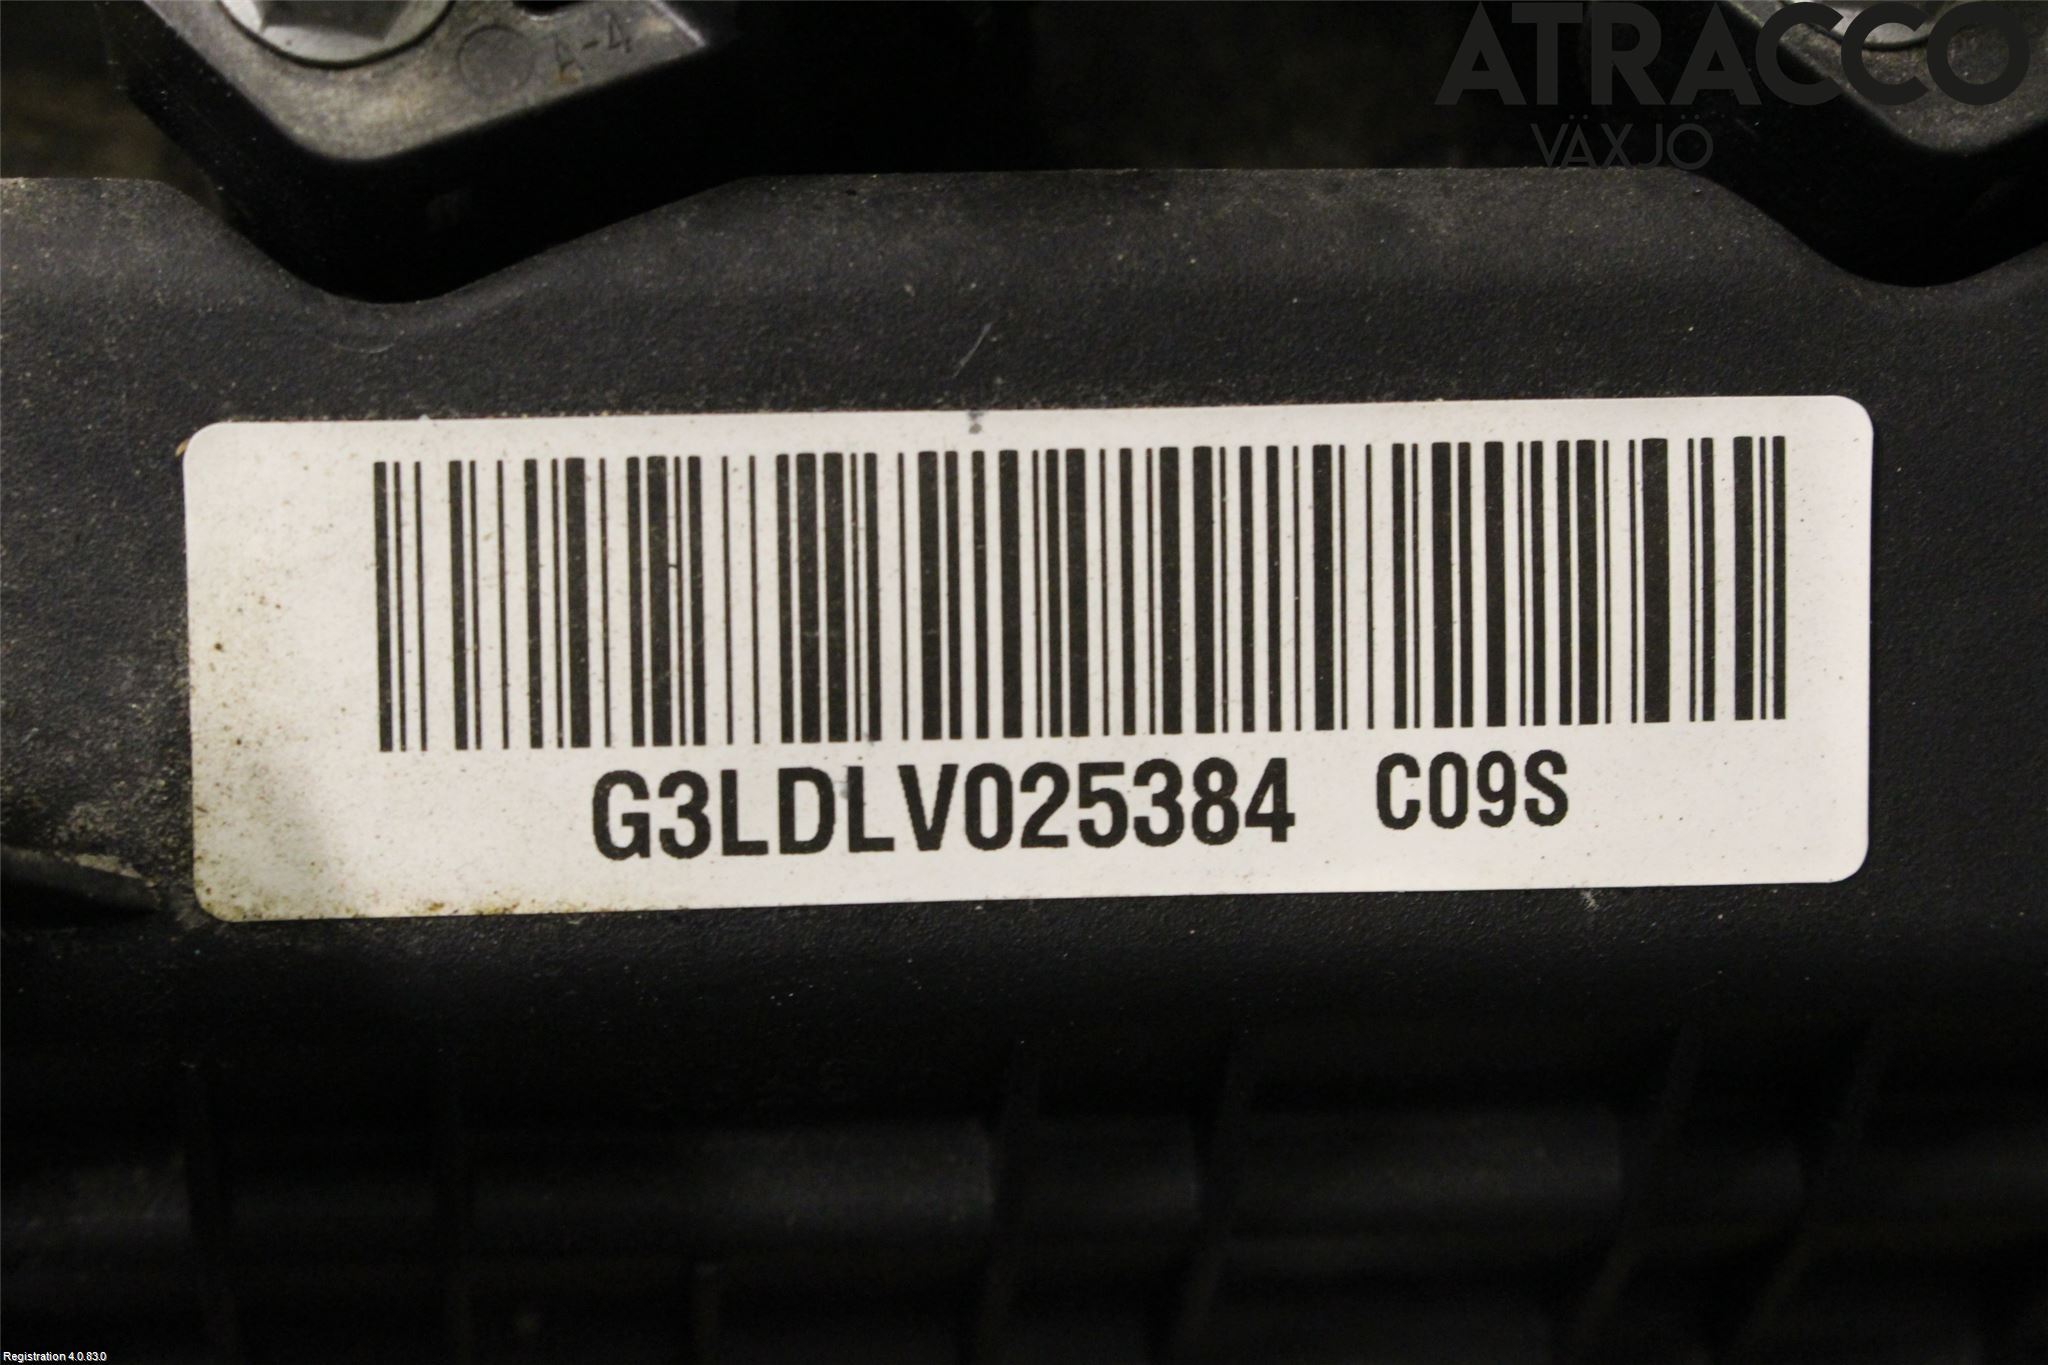 A-4
ATRACCO
VÄXJÖ
G3LDLV025384 C09S
Registration 4.0.83.0